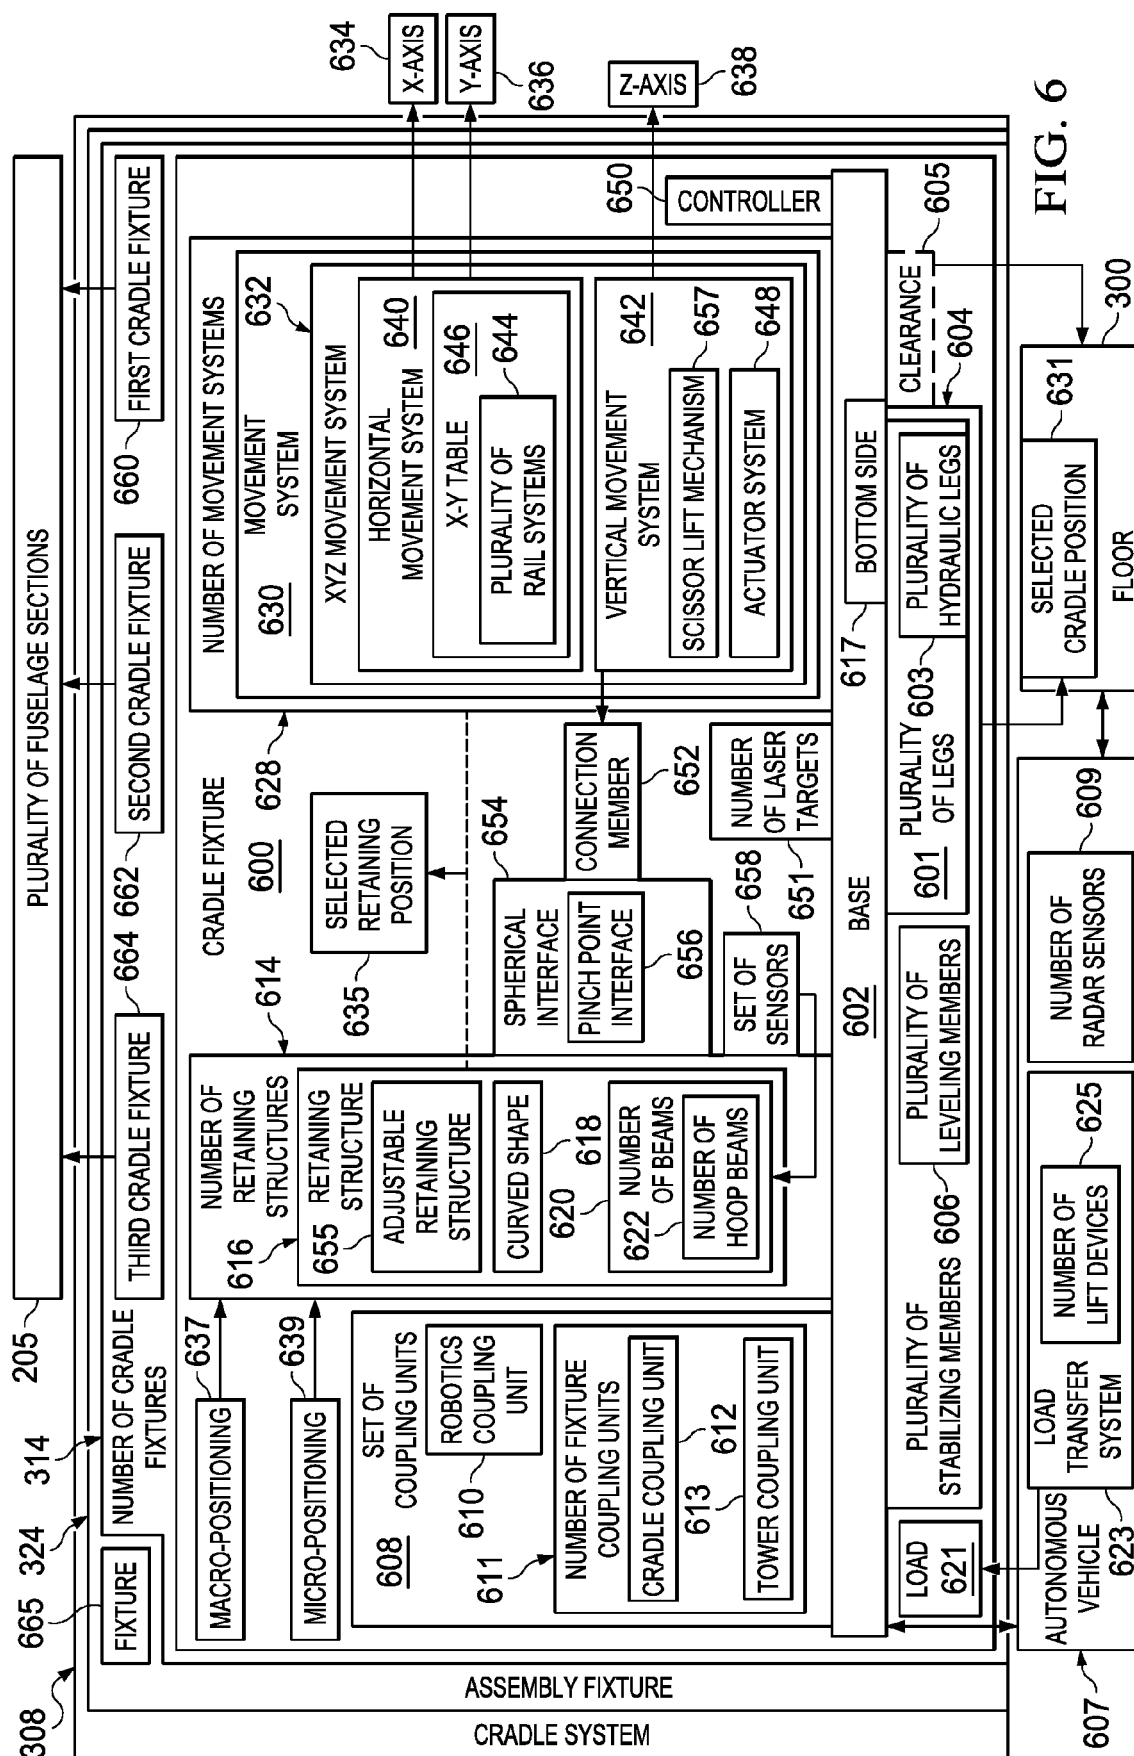 PLURALITY OF FUSELAGE SECTIONS
205
FIRST CRADLE FIXTURE
660
SECOND CRADLE FIXTURE
662
THIRD CRADLE FIXTURE
664
NUMBER OF CRADLE
FIXTURES
314
324
FIXTURE
665
308
ASSEMBLY FIXTURE
CRADLE SYSTEM
X-AXIS
634
Y-AXIS
636
Z-AXIS
638
CRADLE FIXTURE
600
NUMBER OF MOVEMENT SYSTEMS
628
MOVEMENT
SYSTEM
630
XYZ MOVEMENT SYSTEM
632
HORIZONTAL
MOVEMENT SYSTEM
640
X-Y TABLE
646
PLURALITY OF
RAIL SYSTEMS
644
VERTICAL MOVEMENT
SYSTEM
642
SCISSOR LIFT MECHANISM
657
ACTUATOR SYSTEM
648
CONTROLLER
650
SELECTED
RETAINING
POSITION
635
CONNECTION
MEMBER
652
SPHERICAL
INTERFACE
654
PINCH POINT
INTERFACE
656
NUMBER
OF LASER
TARGETS
651
SET OF
SENSORS
658
NUMBER OF
RETAINING
STRUCTURES
614
RETAINING
STRUCTURE
616
ADJUSTABLE
RETAINING
STRUCTURE
655
CURVED SHAPE
618
NUMBER
OF BEAMS
620
NUMBER OF
HOOP BEAMS
622
MACRO-POSITIONING
637
MICRO-POSITIONING
639
SET OF
COUPLING UNITS
608
ROBOTICS
COUPLING
UNIT
610
NUMBER OF FIXTURE
COUPLING UNITS
611
CRADLE COUPLING UNIT
612
TOWER COUPLING UNIT
613
BASE
602
BOTTOM SIDE
617
CLEARANCE
605
PLURALITY OF
HYDRAULIC LEGS
603
604
PLURALITY
OF LEGS
601
PLURALITY OF
LEVELING MEMBERS
606
PLURALITY OF
STABILIZING MEMBERS
LOAD
621
SELECTED
CRADLE POSITION
631
FLOOR
300
NUMBER OF
RADAR SENSORS
609
NUMBER OF
LIFT DEVICES
625
LOAD
TRANSFER
SYSTEM
623
AUTONOMOUS
VEHICLE
607
FIG. 6